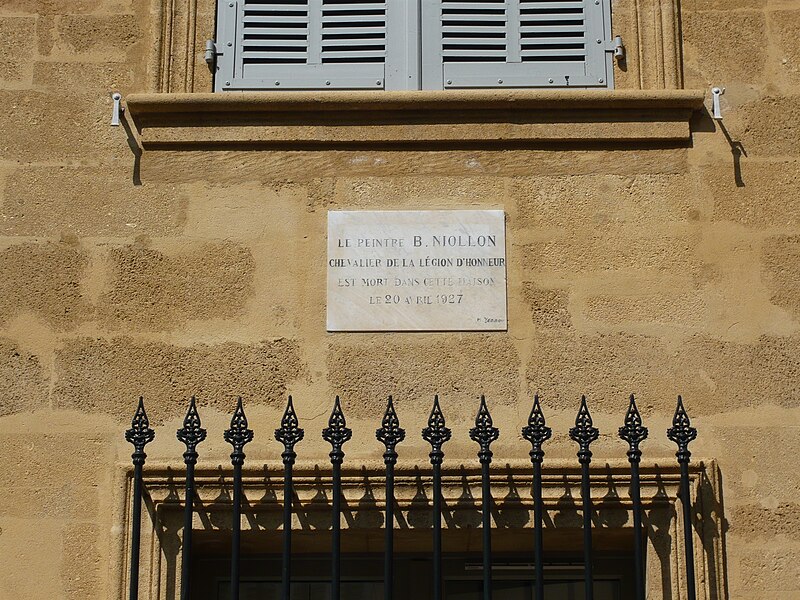 LE PEINTRE B. NIOLLON
CHEVALIER DE LA LÉGION D'HONNEUR
EST MORT DANS CETTE MAISON
LE 20 AVRIL 1927